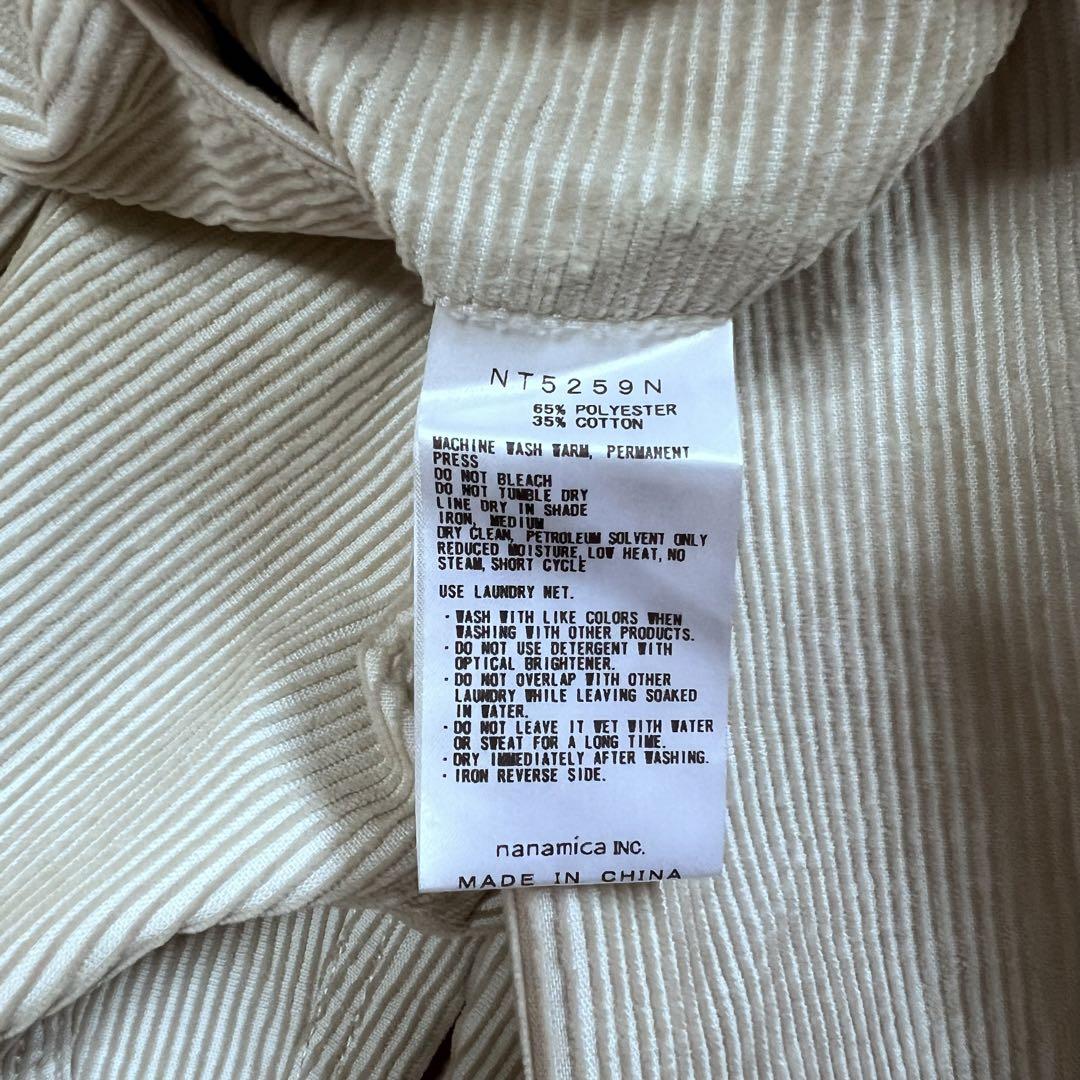 NT5259N
65% POLYESTER
35% COTTON
MACHINE WASH WARM, PERMANENT
PRESS
DO NOT BLEACH
DO NOT TUMBLE DRY
LINE DRY IN SHADE
IRON, MEDIUM
DRY CLEAN, PETROLEUM SOLVENT ONLY
REDUCED MOISTURE, LOW HEAT, NO
STEAM, SHORT CYCLE
USE LAUNDRY NET.
· WASH WITH LIKE COLORS WHEN
WASHING WITH OTHER PRODUCTS.
· DO NOT USE DETERGENT WITH
OPTICAL BRIGHTENER.
· DO NOT OVERLAP WITH OTHER
LAUNDRY WHILE LEAVING SOAKED
IN WATER.
· DO NOT LEAVE IT WET WITH WATER
OR SWEAT FOR A LONG TIME.
· DRY IMMEDIATELY AFTER WASHING.
· IRON REVERSE SIDE.
nanamica INC.
MADE IN CHINA